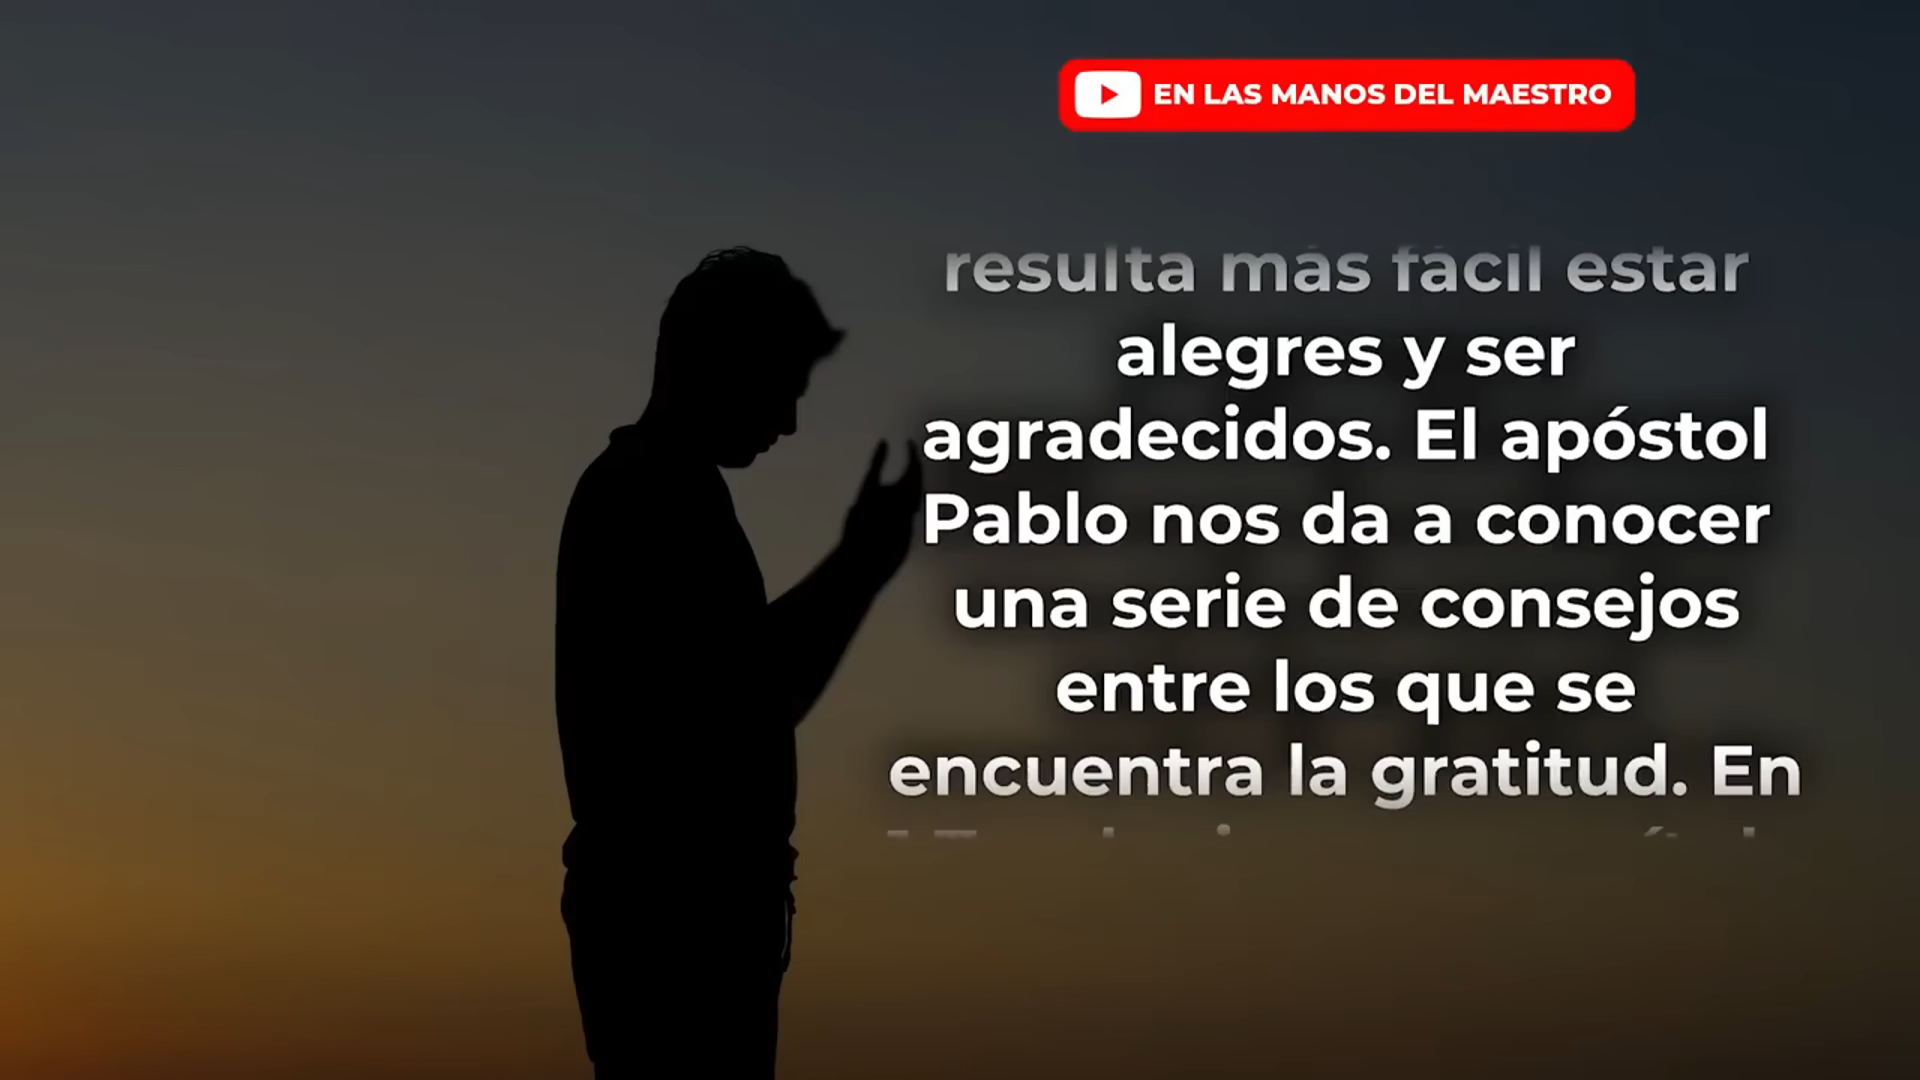 EN LAS MANOS DEL MAESTRO
resulta más fácil estar
alegres y ser
agradecidos. El apóstol
Pablo nos da a conocer
una serie de consejos
entre los que se
encuentra la gratitud. En